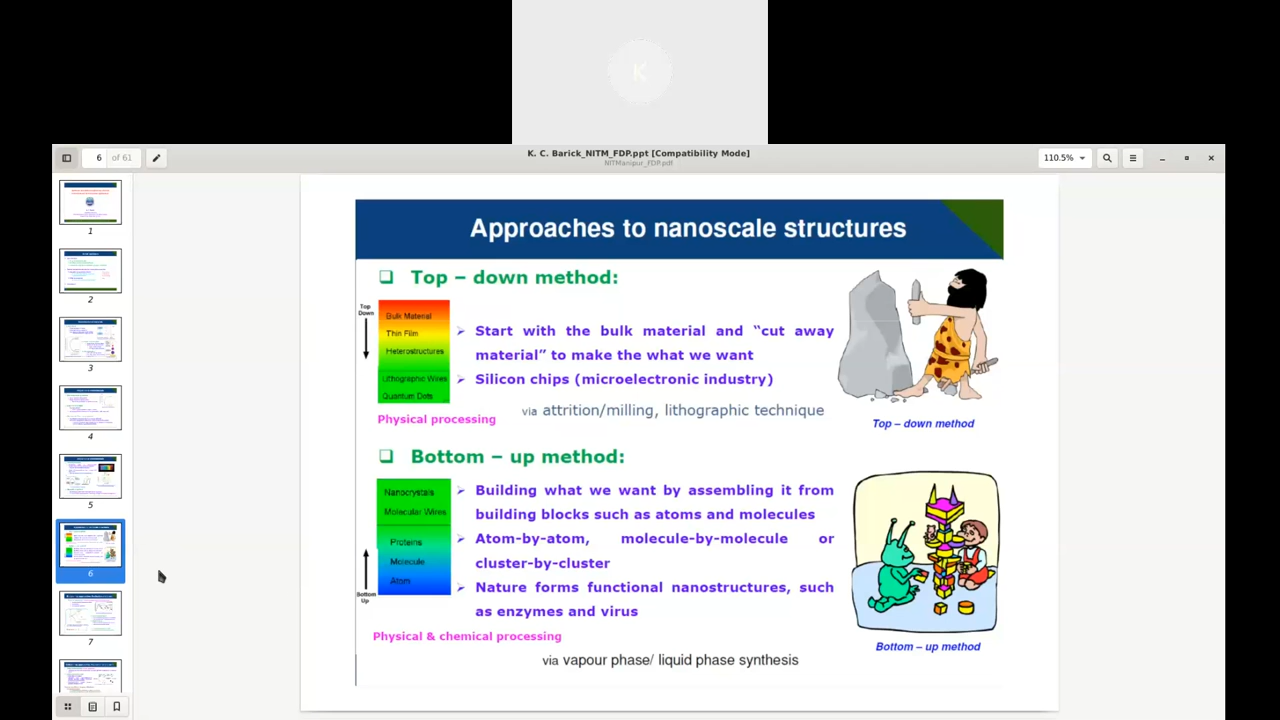 K
6 of 61
K. C. Barick_NITM_FDP.ppt [Compatibility Mode]
NITManipur_FDP.pdf
110.5%
1
2
3
4
5
6
7
Approaches to nanoscale structures
❑ Top – down method:
Top
Down
Bulk Material
Thin Film
Heterostructures
Lithographic Wires
Quantum Dots
Physical processing
➢ Start with the bulk material and “cut away
material” to make the what we want
➢ Silicon chips (microelectronic industry)
via attrition/milling, lithographic technique
Top – down method
❑ Bottom – up method:
Nanocrystals
Molecular Wires
Proteins
Molecule
Atom
Bottom
Up
Physical & chemical processing
➢ Building what we want by assembling it from
building blocks such as atoms and molecules
➢ Atom-by-atom, molecule-by-molecule or
cluster-by-cluster
➢ Nature forms functional nanostructures, such
as enzymes and virus
via vapour phase/ liquid phase synthesis
Bottom – up method